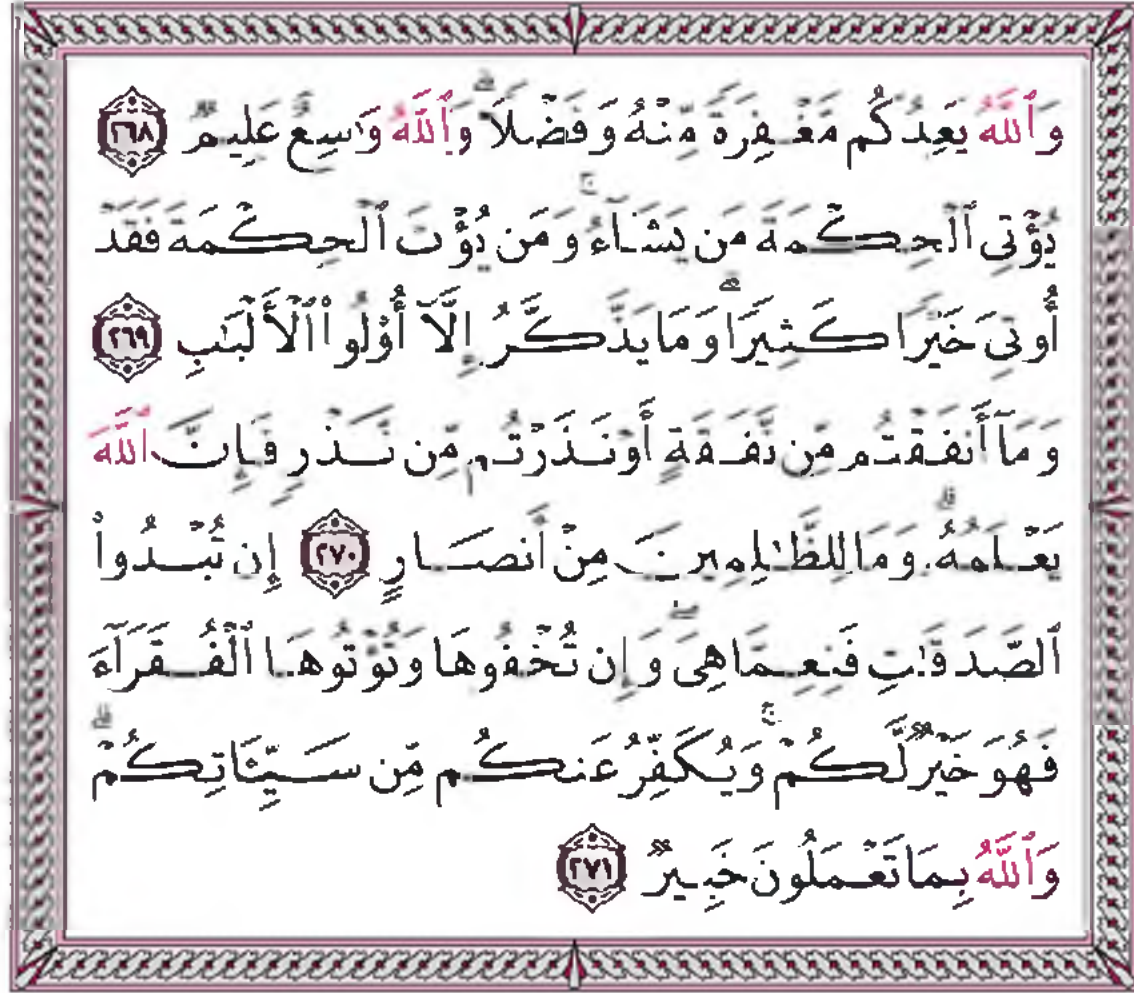 وَٱللَّهُ يَعِدُكُم مَّغْفِرَةً مِّنْهُ وَفَضْلًا ۗ وَٱللَّهُ وَٰسِعٌ عَلِيمٌ ٢٦٨
يُؤْتِى ٱلْحِكْمَةَ مَن يَشَآءُ ۚ وَمَن يُؤْتَ ٱلْحِكْمَةَ فَقَدْ
أُوتِىَ خَيْرًا كَثِيرًا ۗ وَمَا يَذَّكَّرُ إِلَّآ أُو۟لُوا۟ ٱلْأَلْبَٰبِ ٢٦٩
وَمَآ أَنفَقْتُم مِّن نَّفَقَةٍ أَوْ نَذَرْتُم مِّن نَّذْرٍ فَإِنَّ ٱللَّهَ
يَعْلَمُهُۥ ۗ وَمَا لِلظَّٰلِمِينَ مِنْ أَنصَارٍ ٢٧٠ إِن تُبْدُوا۟
ٱلصَّدَقَٰتِ فَنِعِمَّا هِىَ ۖ وَإِن تُخْفُوهَا وَتُؤْتُوهَا ٱلْفُقَرَآءَ
فَهُوَ خَيْرٌ لَّكُمْ ۚ وَيُكَفِّرُ عَنكُم مِّن سَيِّـَٔاتِكُمْ ۗ
وَٱللَّهُ بِمَا تَعْمَلُونَ خَبِيرٌ ٢٧١